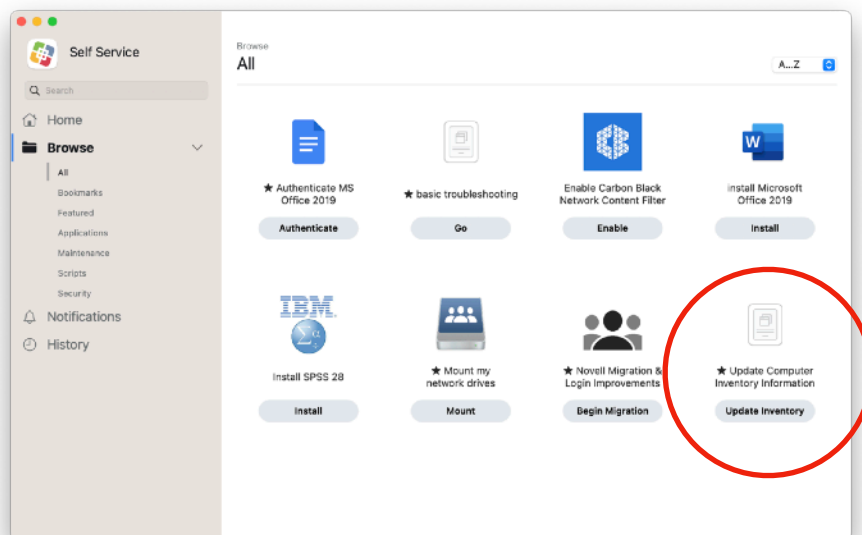 Self Service
Search
Home
Browse
All
Bookmarks
Featured
Applications
Maintenance
Scripts
Security
Notifications
History
Browse
All
A...Z
★ Authenticate MS
Office 2019
Authenticate
★ basic troubleshooting
Go
Enable Carbon Black
Network Content Filter
Enable
install Microsoft
Office 2019
Install
W
IBM.
Install SPSS 28
Install
★ Mount my
network drives
Mount
★ Novell Migration &
Login Improvements
Begin Migration
★ Update Computer
Inventory Information
Update Inventory